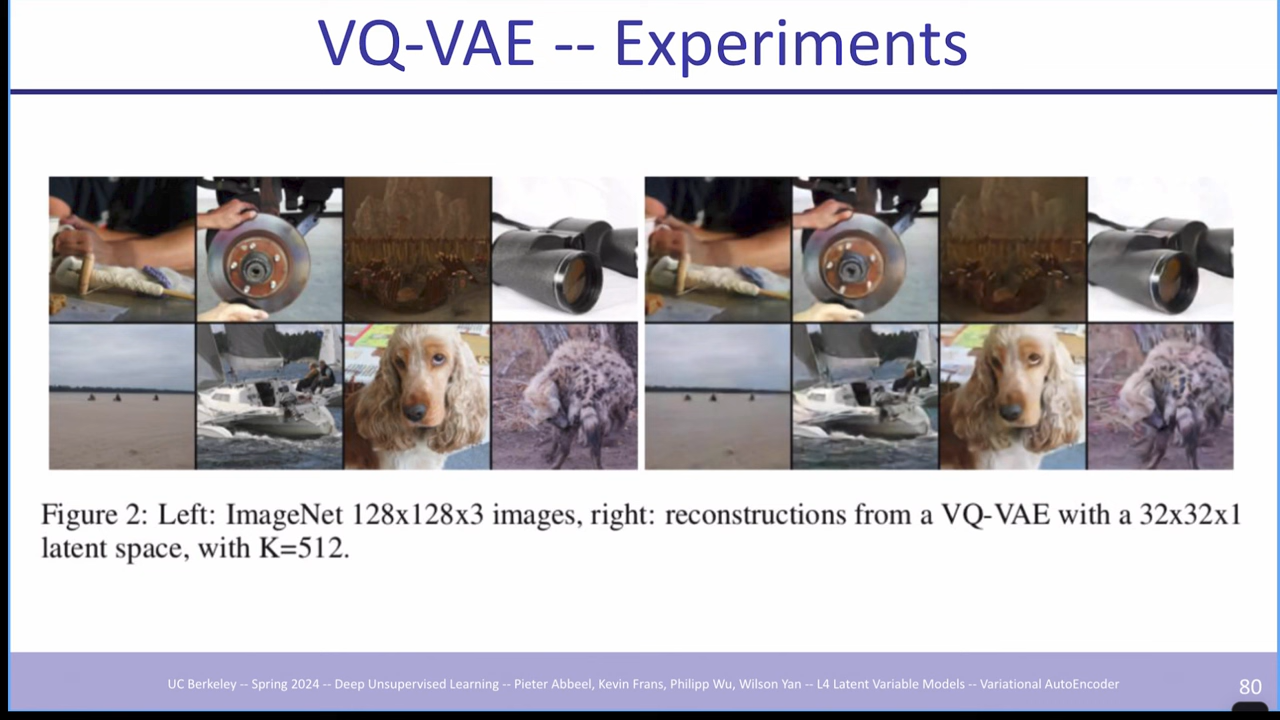 VQ-VAE -- Experiments
Figure 2: Left: ImageNet 128x128x3 images, right: reconstructions from a VQ-VAE with a 32x32x1
latent space, with K=512.
UC Berkeley -- Spring 2024 -- Deep Unsupervised Learning -- Pieter Abbeel, Kevin Frans, Philipp Wu, Wilson Yan -- L4 Latent Variable Models -- Variational AutoEncoder
80